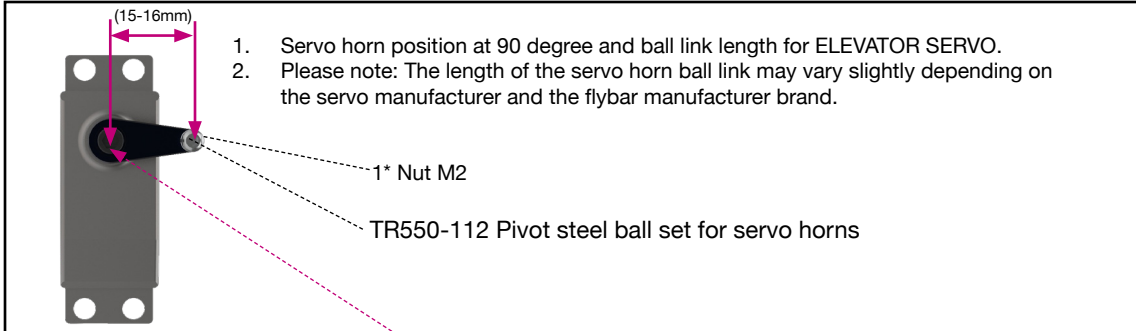 (15-16mm)
1. Servo horn position at 90 degree and ball link length for ELEVATOR SERVO.
2. Please note: The length of the servo horn ball link may vary slightly depending on
the servo manufacturer and the flybar manufacturer brand.
1* Nut M2
TR550-112 Pivot steel ball set for servo horns